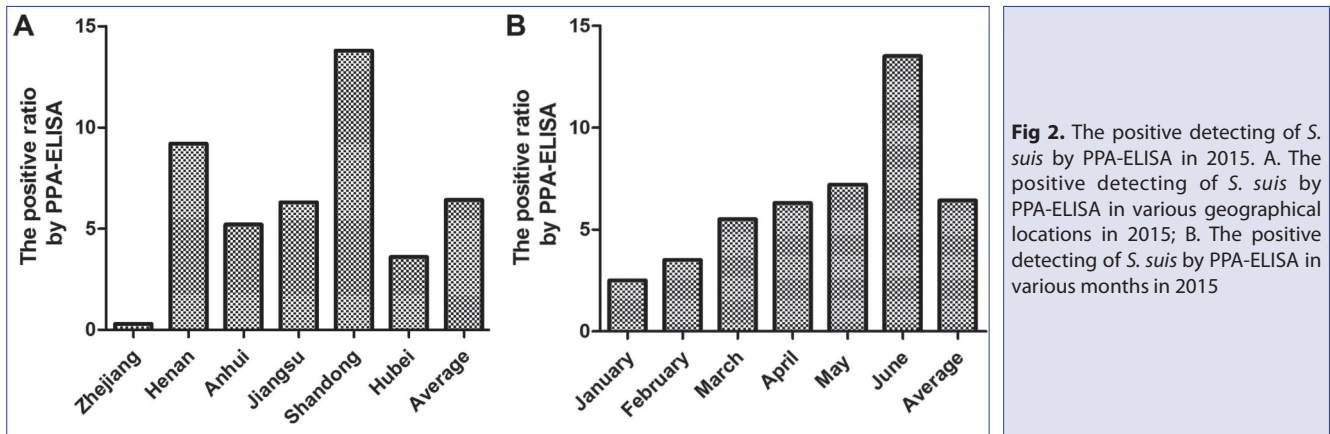 A
The positive ratio
by PPA-ELISA
15
10
5
0
Zhejiang
Henan
Anhui
Jiangsu
Shandong
Hubei
Average
B
The positive ratio
by PPA-ELISA
15
10
5
0
January
February
March
April
May
June
Average
Fig 2. The positive detecting of S.
suis by PPA-ELISA in 2015. A. The
positive detecting of S. suis by
PPA-ELISA in various geographical
locations in 2015; B. The positive
detecting of S. suis by PPA-ELISA in
various months in 2015